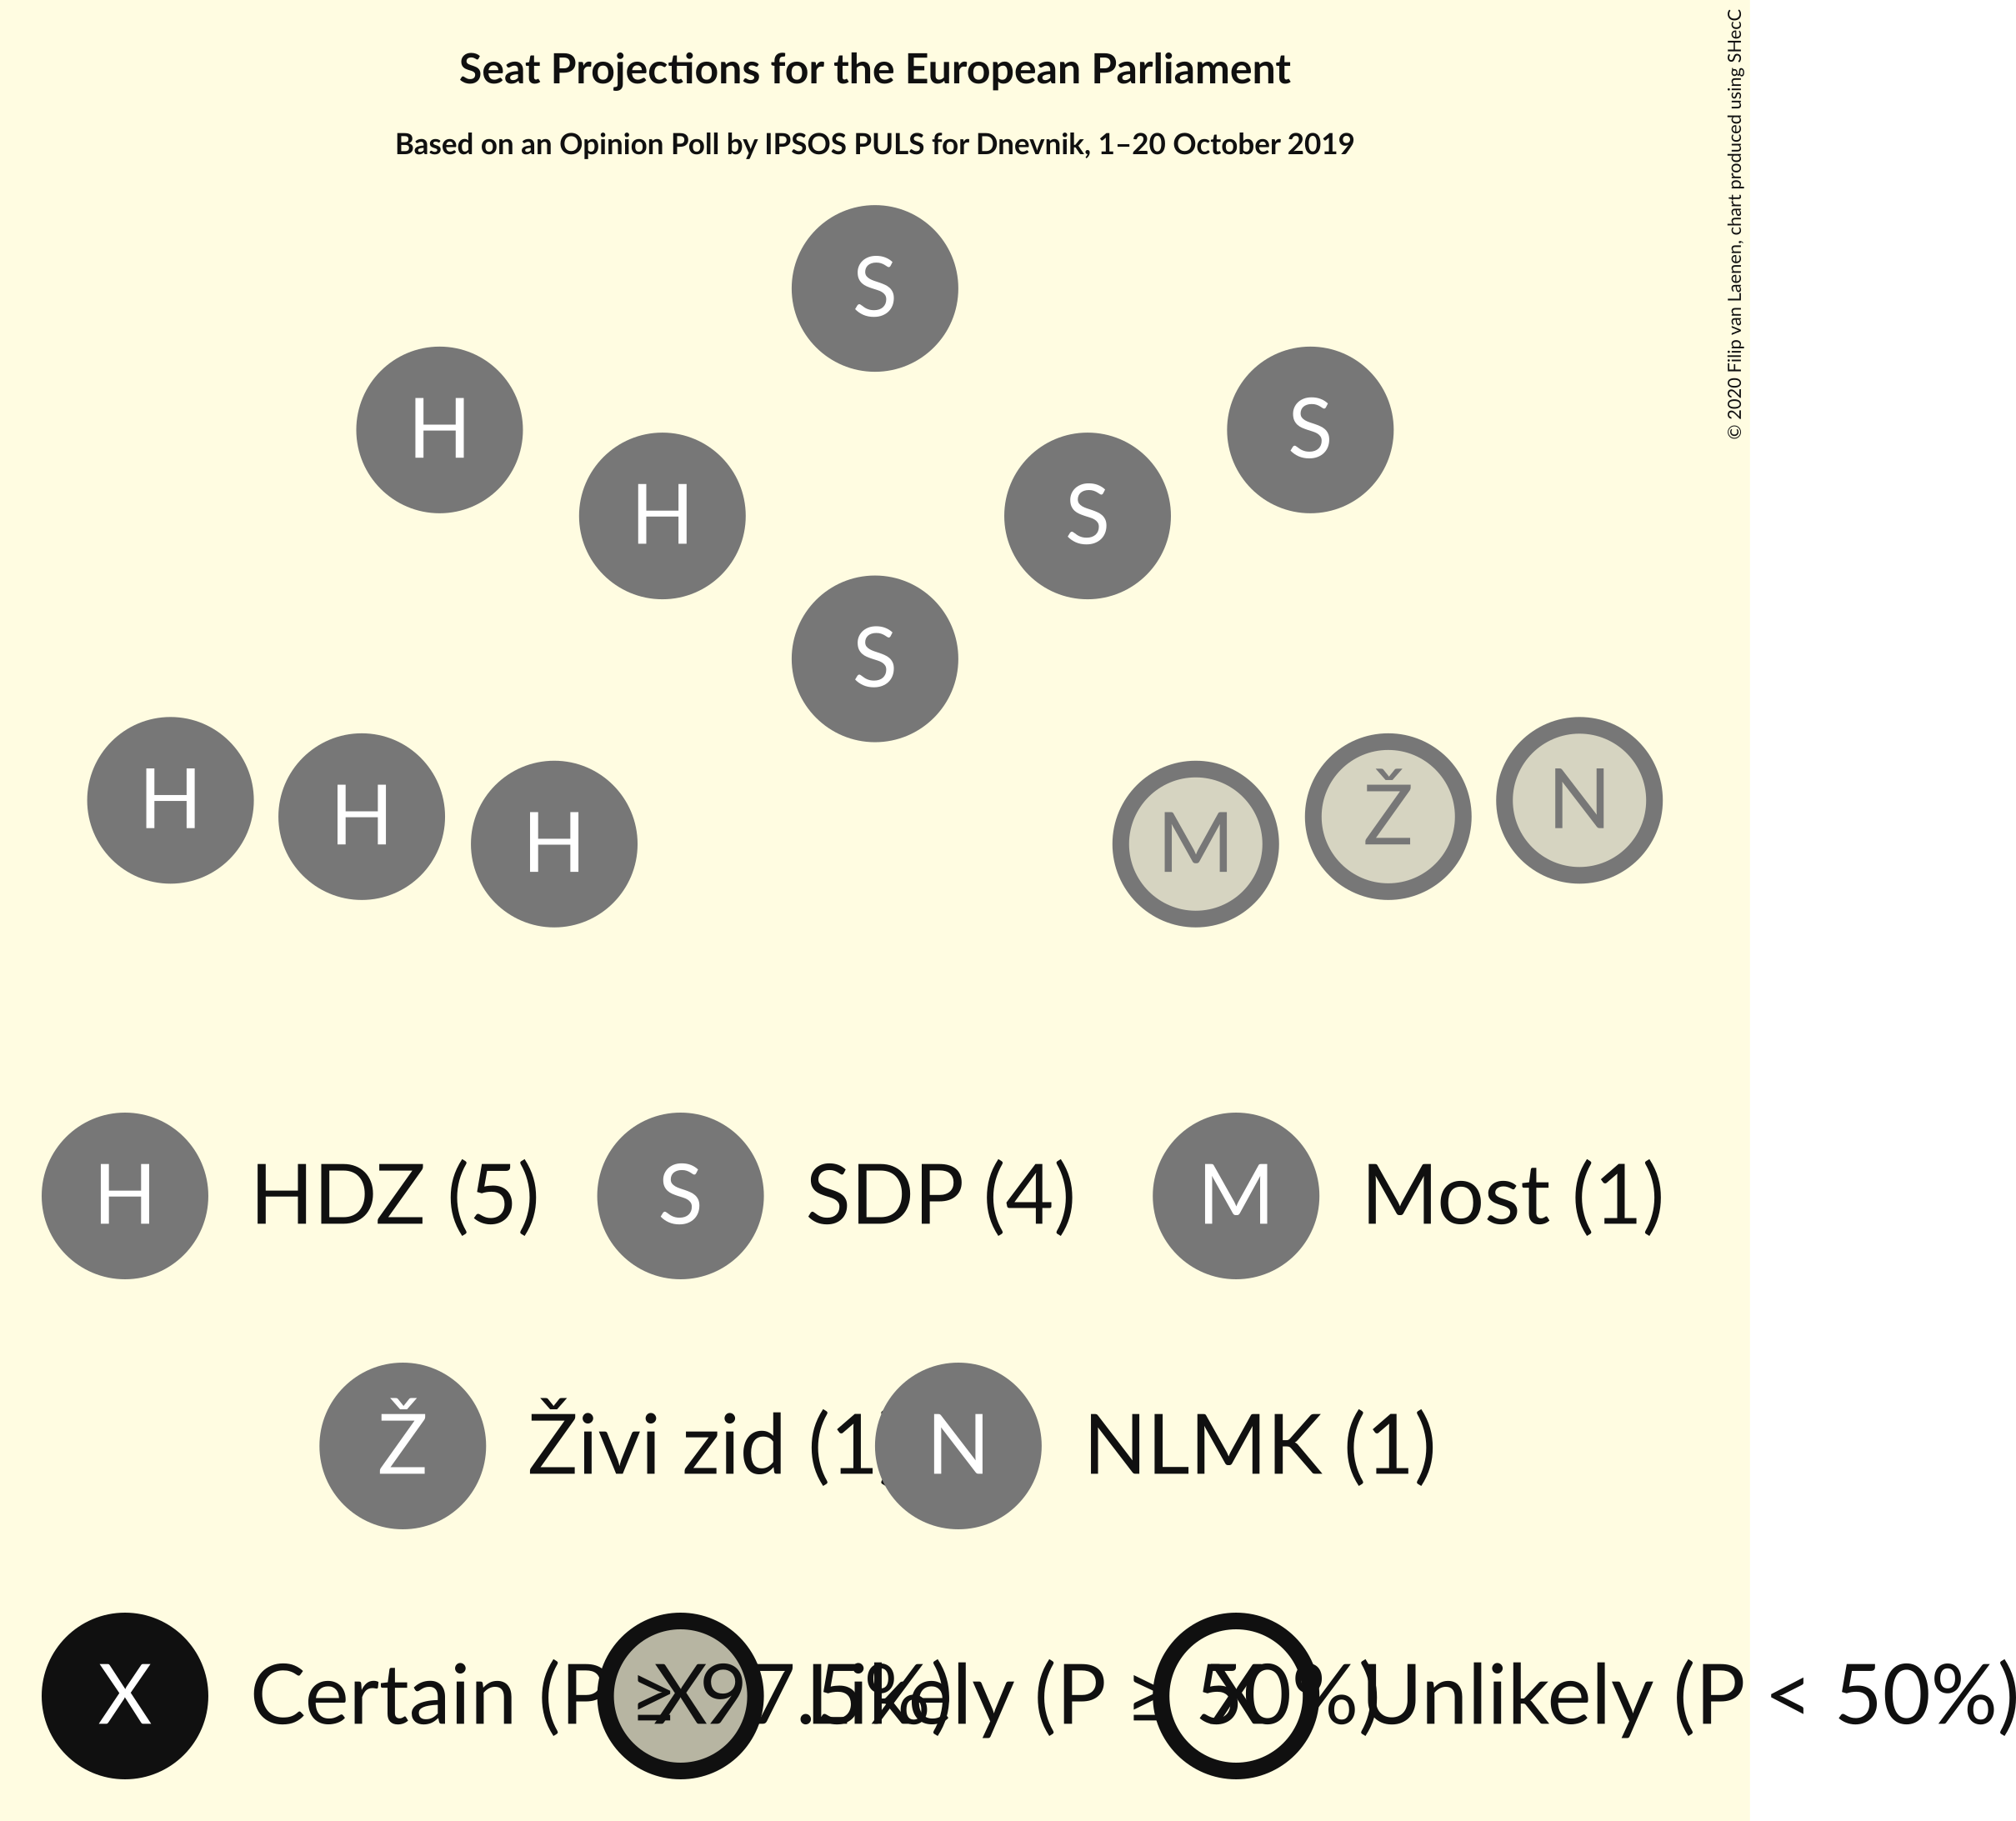 Seat Projections for the European Parliament
Based on an Opinion Poll by IPSOS PULS for Dnevnik, 1–20 October 2019
© 2020 Filip van Laenen, chart produced using SHecC
S
H
S
H
S
S
H
H
H
M
Ž
N
H HDZ (5) S SDP (4) M Most (1)
Ž Živi zid (1 N NLMK (1)
X Certain (P ≥ 97.5%) X Likely (P ≥ 50%) X Unlikely (P < 50%)